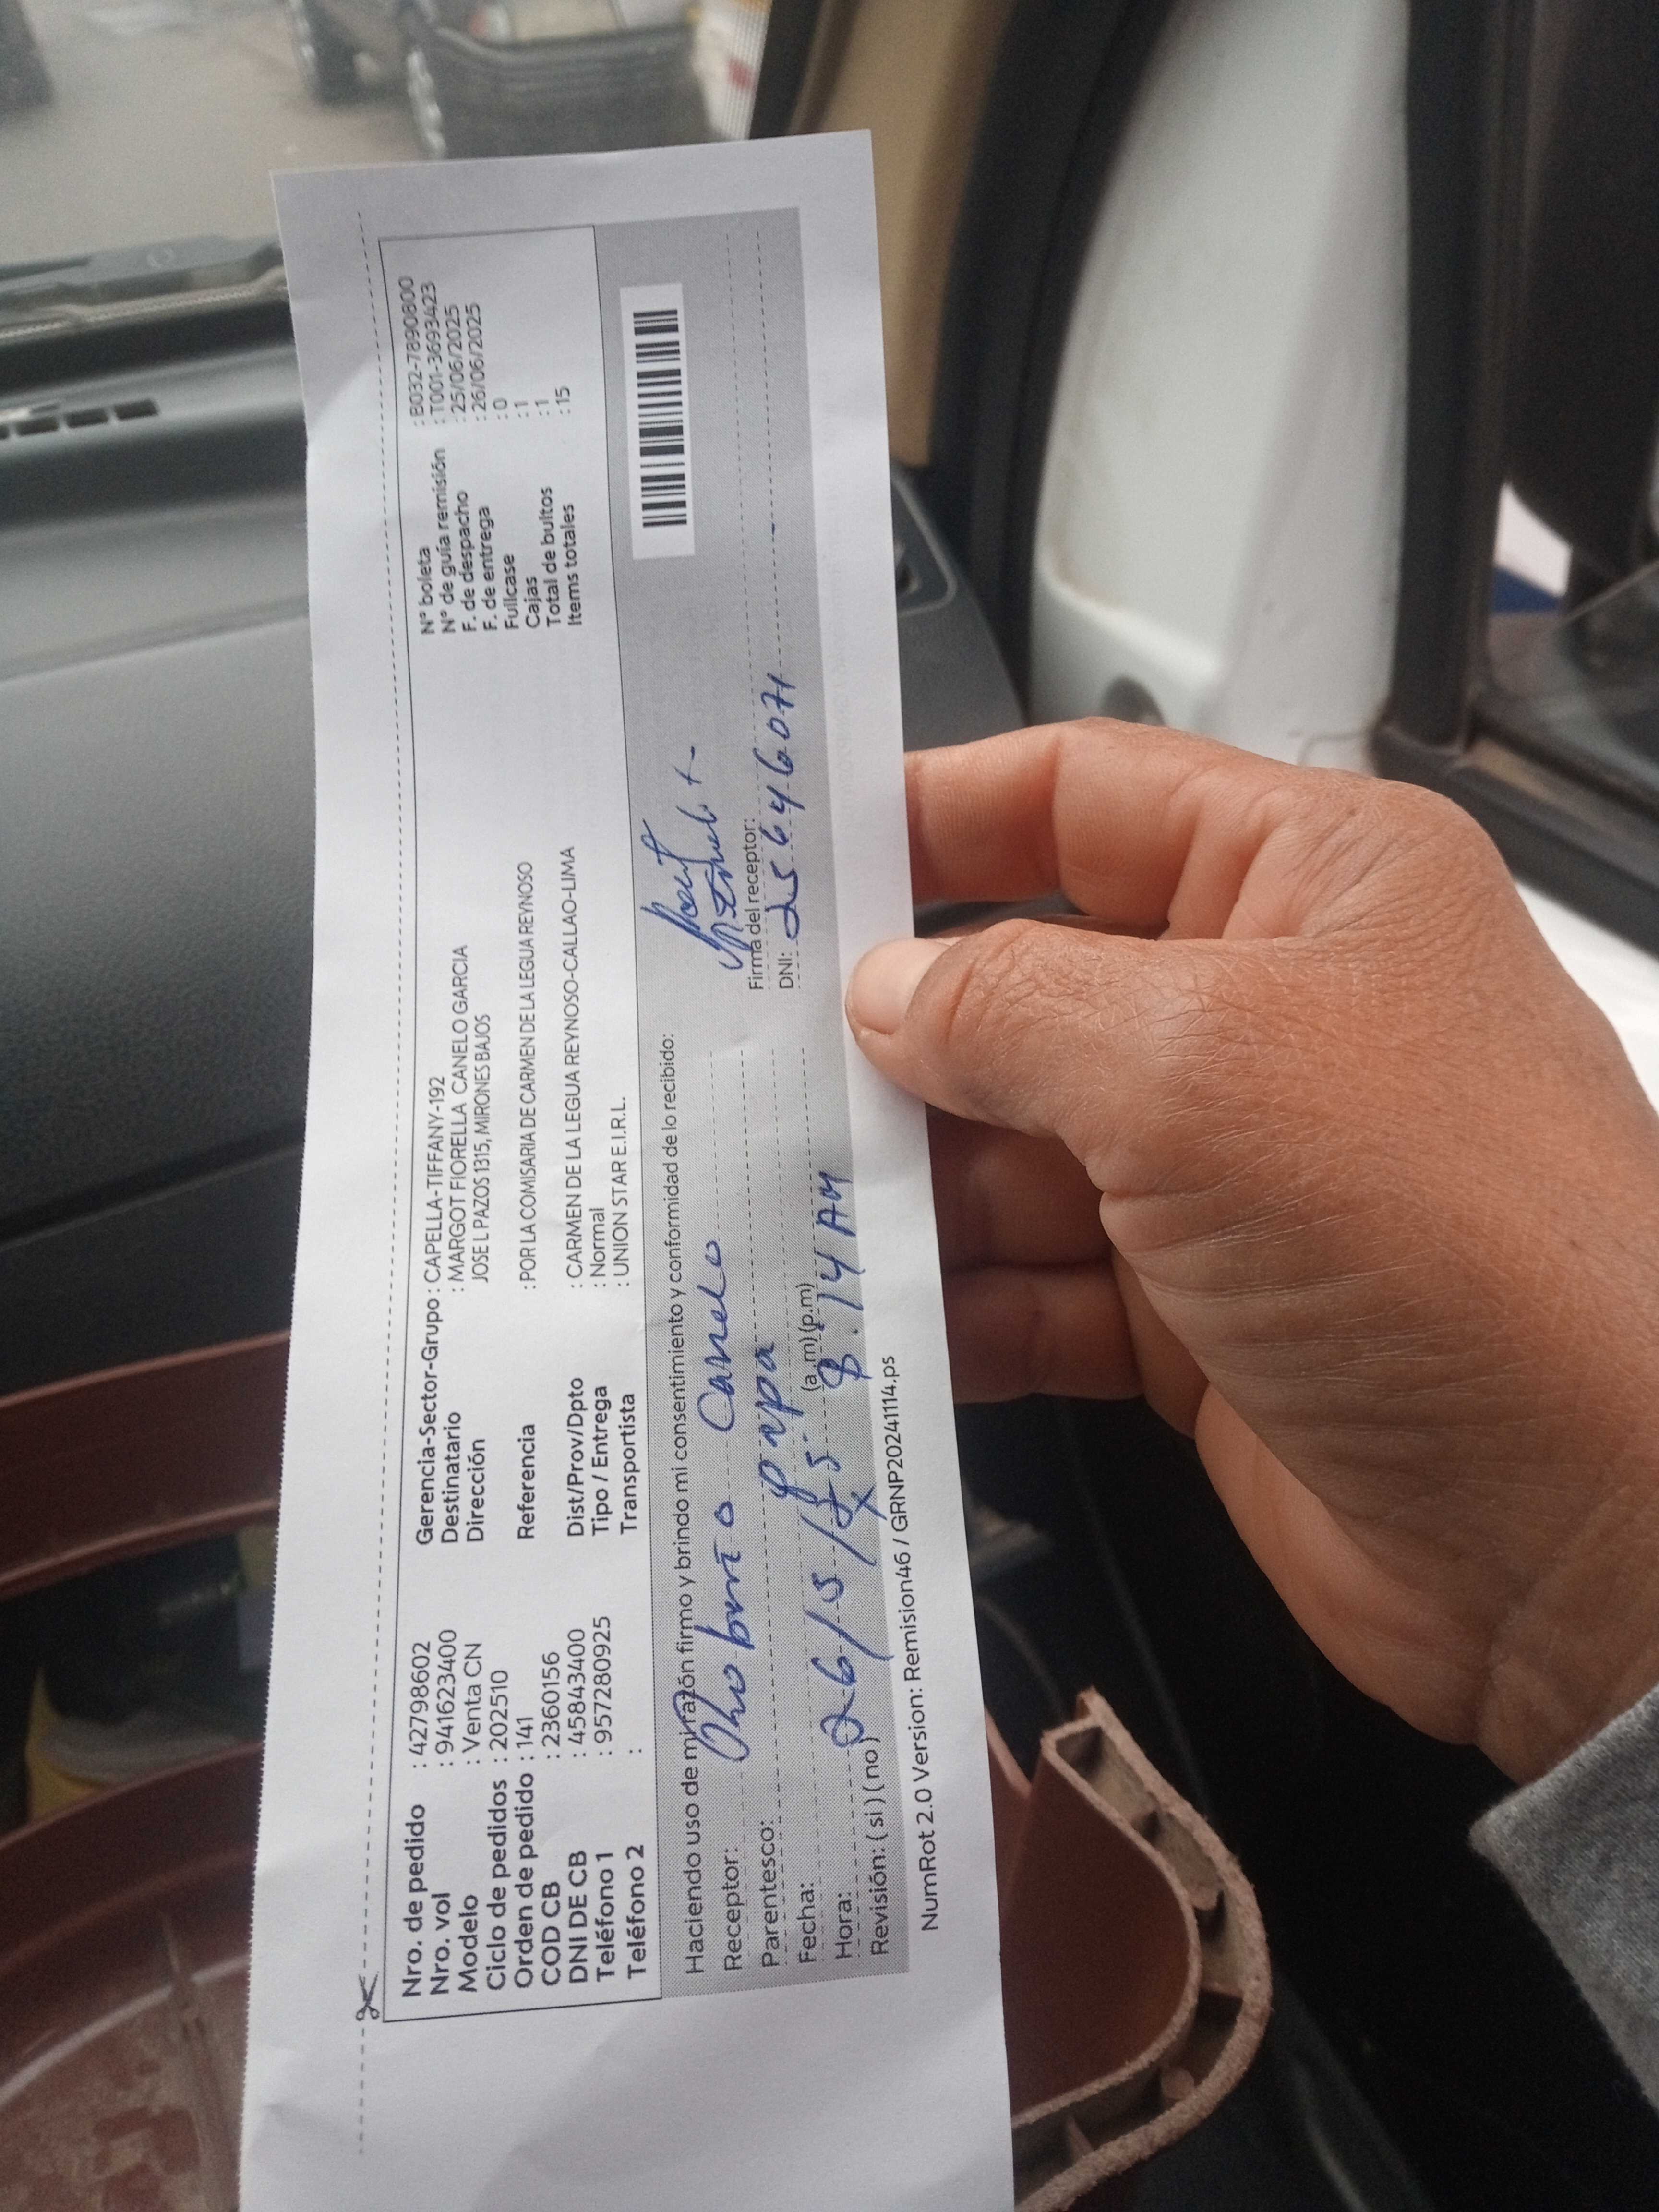 Nro. de pedido : 42798602
Nro. vol : 941623400
Modelo : Venta CN
Ciclo de pedidos : 202510
Orden de pedido : 141
COD CB : 2360156
DNI DE CB : 45843400
Teléfono 1 : 957280925
Teléfono 2 :
Gerencia-Sector-Grupo : CAPELLA-TIFFANY-192
Destinatario : MARGOT FIORELLA CANELO GARCIA
Dirección JOSE L PAZOS 1315, MIRONES BAJOS
Referencia : POR LA COMISARIA DE CARMEN DE LA LEGUA REYNOSO
Dist/Prov/Dpto : CARMEN DE LA LEGUA REYNOSO-CALLAO-LIMA
Tipo / Entrega : Normal
Transportista : UNION STAR E.I.R.L.
N° boleta : B032-7890800
N° de guía remisión : T001-3693423
F. de despacho : 25/06/2025
F. de entrega : 26/06/2025
Fullcase : 0
Cajas : 1
Total de bultos : 1
Items totales : 15
Haciendo uso de mi razón firmo y brindo mi consentimiento y conformidad de lo recibido:
Receptor: Canelo
Parentesco: papa
Fecha: 26/5/
Hora: (a.m) (p.m) 8:14 AM
Revisión: ( si ) ( no )
Firma del receptor:
DNI: 25646071
NumRot 2.0 Version: Remision46 / GRNP20241114.ps